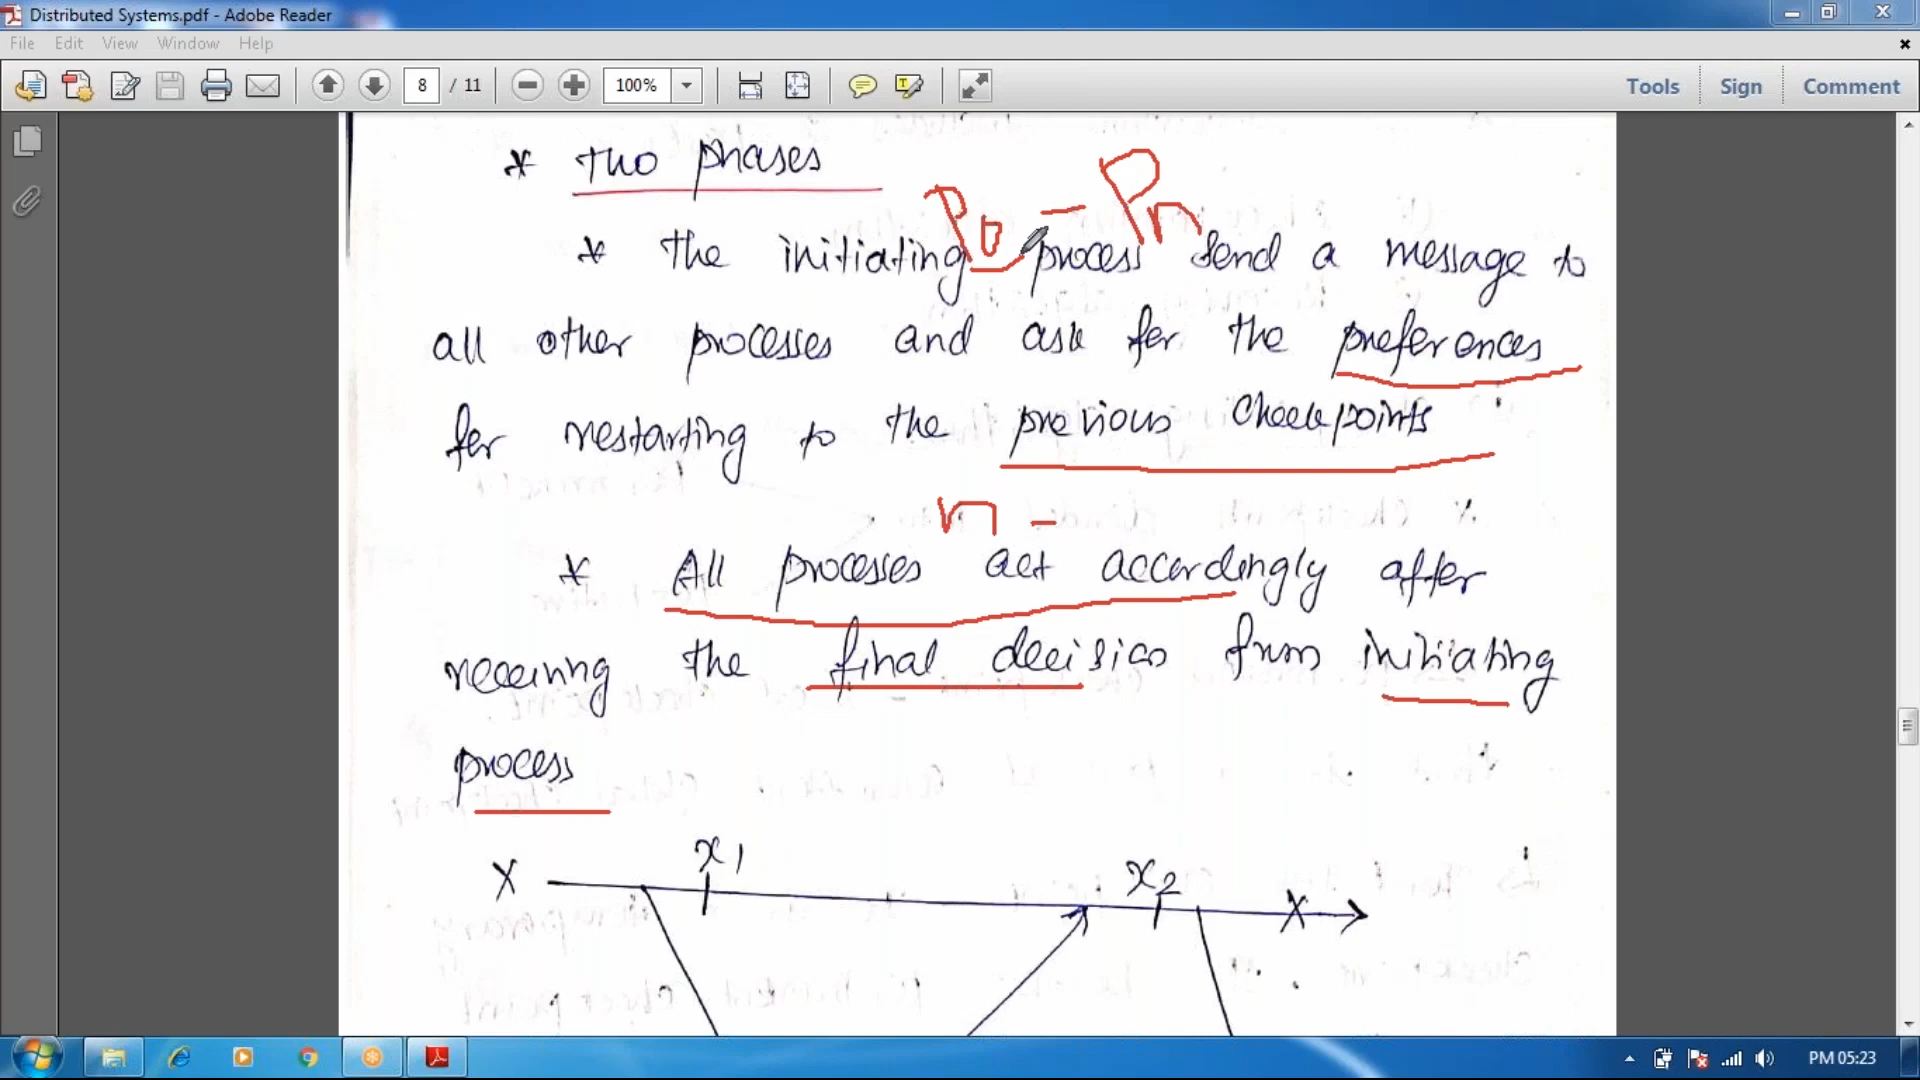 Distributed Systems.pdf - Adobe Reader
File Edit View Window Help
8 / 11 100% Tools Sign Comment
* two phases
P0 - Pn
* the initiating process send a message to
all other processes and ask for the preferences
for restarting to the previous checkpoints
n -
* All processes act accordingly after
receiving the final decision from initiating
process
X x1 x2 X
PM 05:23